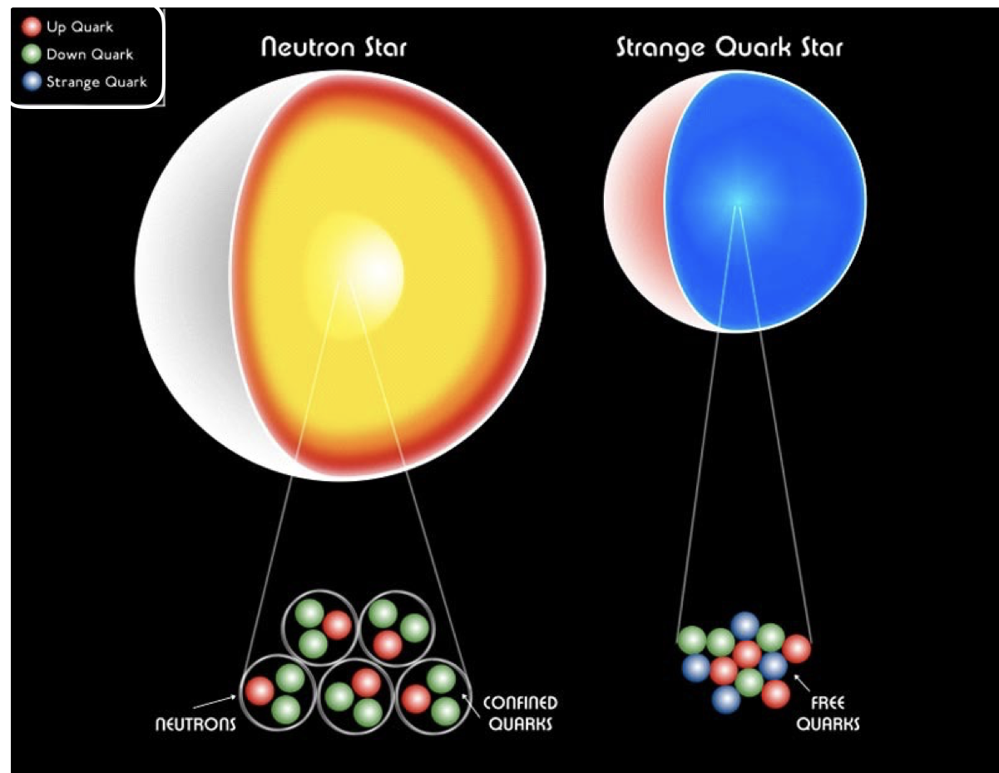 Up Quark
Down Quark
Strange Quark
Neutron Star
Strange Quark Star
NEUTRONS
CONFINED
QUARKS
FREE
QUARKS